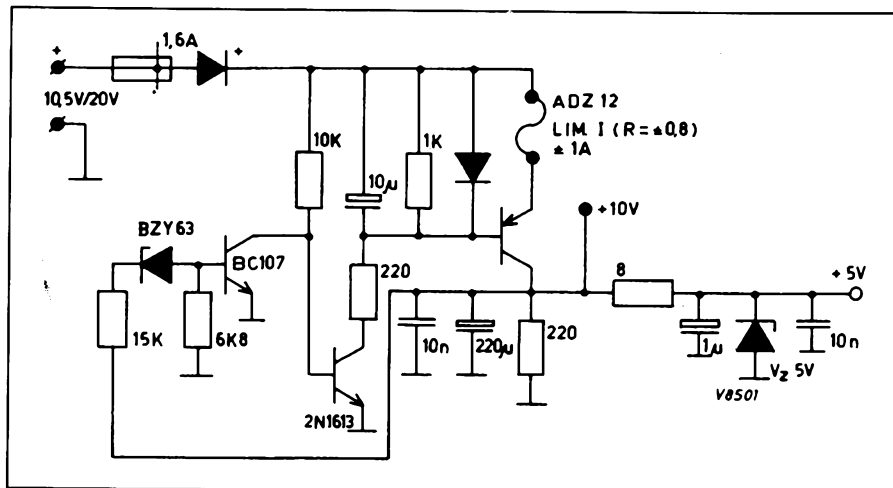 1,6A
+
+
10,5V/20V
ADZ 12
LIM. I (R = ±0,8)
± 1A
10K
10µ
1K
+10V
BZY63
BC107
220
8
+ 5V
15K
6K8
10n
220µ
220
1µ
10n
Vz 5V
V8501
2N1613